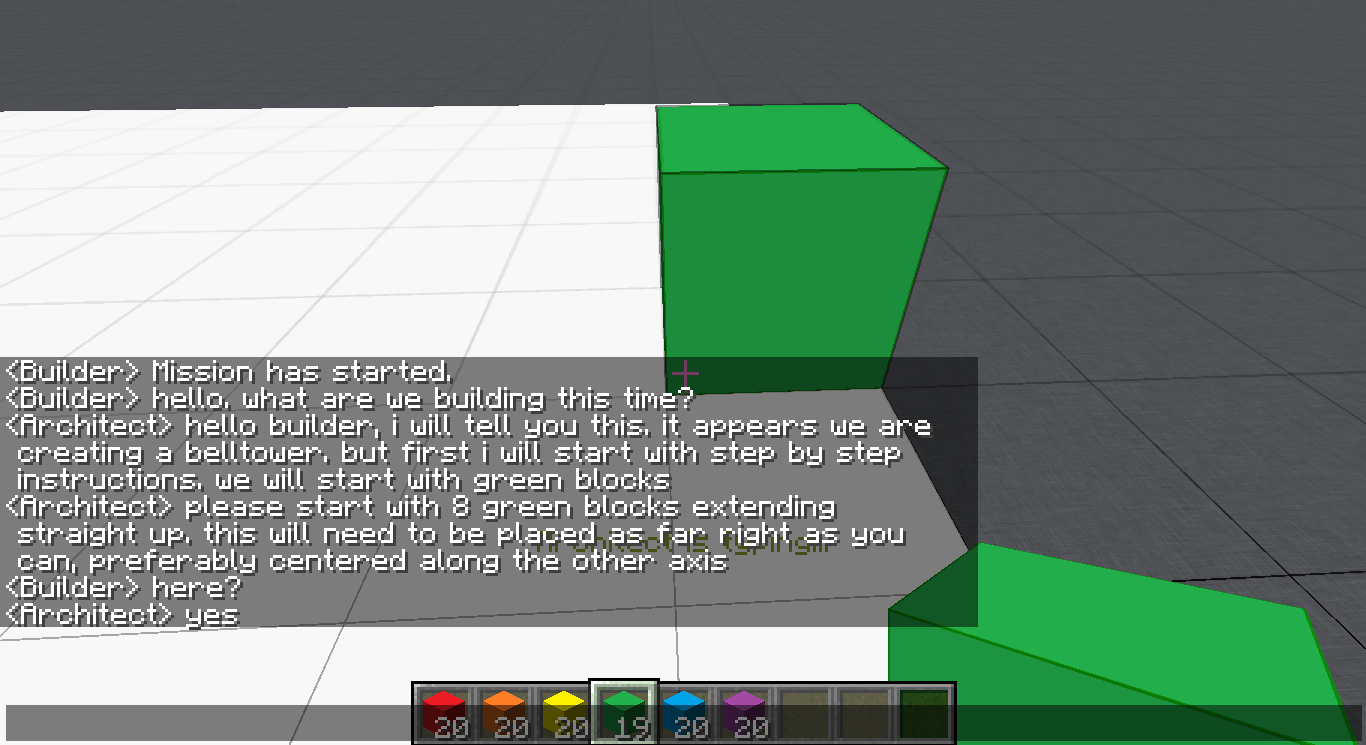 <Builder> Mission has started.
<Builder> hello. what are we building this time?
<Architect> hello builder. i will tell you this. it appears we are
creating a belltower. but first i will start with step by step
instructions. we will start with green blocks
<Architect> please start with 8 green blocks extending
straight up. this will need to be placed as far right as you
can, preferably centered along the other axis
Architect is typing...
<Builder> here?
<Architect> yes
20 20 20 19 20 20